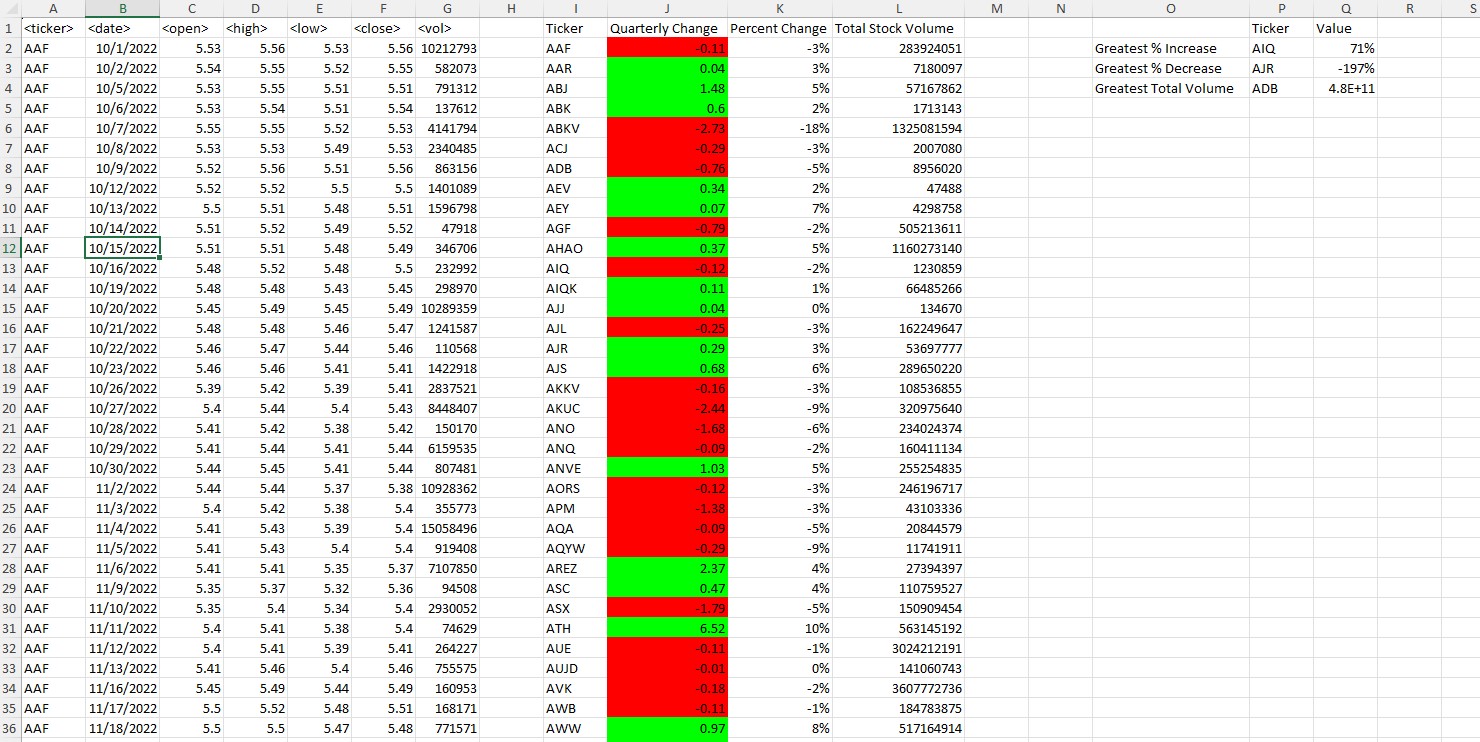 A B C D E F G H I J K L M N O P Q R S
1 <ticker> <date> <open> <high> <low> <close> <vol> Ticker Quarterly Change Percent Change Total Stock Volume Ticker Value
2 AAF 10/1/2022 5.53 5.56 5.53 5.56 10212793 AAF -0.11 -3% 283924051 Greatest % Increase AIQ 71%
3 AAF 10/2/2022 5.54 5.55 5.52 5.55 582073 AAR 0.04 3% 7180097 Greatest % Decrease AJR -197%
4 AAF 10/5/2022 5.53 5.55 5.51 5.51 791312 ABJ 1.48 5% 57167862 Greatest Total Volume ADB 4.8E+11
5 AAF 10/6/2022 5.53 5.54 5.51 5.54 137612 ABK 0.6 2% 1713143
6 AAF 10/7/2022 5.55 5.55 5.52 5.53 4141794 ABKV -2.73 -18% 1325081594
7 AAF 10/8/2022 5.53 5.53 5.49 5.53 2340485 ACJ -0.29 -3% 2007080
8 AAF 10/9/2022 5.52 5.56 5.51 5.56 863156 ADB -0.76 -5% 8956020
9 AAF 10/12/2022 5.52 5.52 5.5 5.5 1401089 AEV 0.34 2% 47488
10 AAF 10/13/2022 5.5 5.51 5.48 5.51 1596798 AEY 0.07 7% 4298758
11 AAF 10/14/2022 5.51 5.52 5.49 5.52 47918 AGF -0.79 -2% 505213611
12 AAF 10/15/2022 5.51 5.51 5.48 5.49 346706 AHAO 0.37 5% 1160273140
13 AAF 10/16/2022 5.48 5.52 5.48 5.5 232992 AIQ -0.12 -2% 1230859
14 AAF 10/19/2022 5.48 5.48 5.43 5.45 298970 AIQK 0.11 1% 66485266
15 AAF 10/20/2022 5.45 5.49 5.45 5.49 10289359 AJJ 0.04 0% 134670
16 AAF 10/21/2022 5.48 5.48 5.46 5.47 1241587 AJL -0.25 -3% 162249647
17 AAF 10/22/2022 5.46 5.47 5.44 5.46 110568 AJR 0.29 3% 53697777
18 AAF 10/23/2022 5.46 5.46 5.41 5.41 1422918 AJS 0.68 6% 289650220
19 AAF 10/26/2022 5.39 5.42 5.39 5.41 2837521 AKKV -0.16 -3% 108536855
20 AAF 10/27/2022 5.4 5.44 5.4 5.43 8448407 AKUC -2.44 -9% 320975640
21 AAF 10/28/2022 5.41 5.42 5.38 5.42 150170 ANO -1.68 -6% 234024374
22 AAF 10/29/2022 5.41 5.44 5.41 5.44 6159535 ANQ -0.09 -2% 160411134
23 AAF 10/30/2022 5.44 5.45 5.41 5.44 807481 ANVE 1.03 5% 255254835
24 AAF 11/2/2022 5.44 5.44 5.37 5.38 10928362 AORS -0.12 -3% 246196717
25 AAF 11/3/2022 5.4 5.42 5.38 5.4 355773 APM -1.38 -3% 43103336
26 AAF 11/4/2022 5.41 5.43 5.39 5.4 15058496 AQA -0.09 -5% 20844579
27 AAF 11/5/2022 5.41 5.43 5.4 5.4 919408 AQYW -0.29 -9% 11741911
28 AAF 11/6/2022 5.41 5.41 5.35 5.37 7107850 AREZ 2.37 4% 27394397
29 AAF 11/9/2022 5.35 5.37 5.32 5.36 94508 ASC 0.47 4% 110759527
30 AAF 11/10/2022 5.35 5.4 5.34 5.4 2930052 ASX -1.79 -5% 150909454
31 AAF 11/11/2022 5.4 5.41 5.38 5.4 74629 ATH 6.52 10% 563145192
32 AAF 11/12/2022 5.4 5.41 5.39 5.41 264227 AUE -0.11 -1% 3024212191
33 AAF 11/13/2022 5.41 5.46 5.4 5.46 755575 AUJD -0.01 0% 141060743
34 AAF 11/16/2022 5.45 5.49 5.44 5.49 160953 AVK -0.18 -2% 3607772736
35 AAF 11/17/2022 5.5 5.52 5.48 5.51 168171 AWB -0.11 -1% 184783875
36 AAF 11/18/2022 5.5 5.5 5.47 5.48 771571 AWW 0.97 8% 517164914